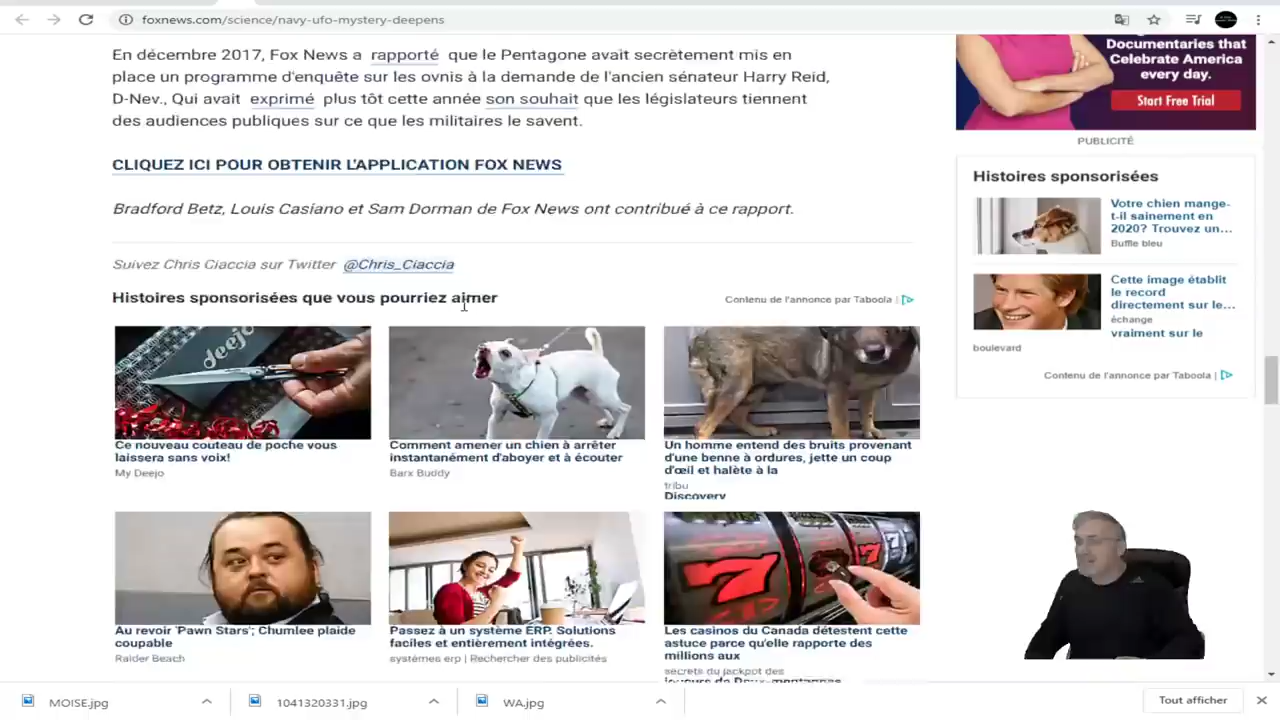 foxnews.com/science/navy-ufo-mystery-deepens
En décembre 2017, Fox News a rapporté que le Pentagone avait secrètement mis en
place un programme d'enquête sur les ovnis à la demande de l'ancien sénateur Harry Reid,
D-Nev., Qui avait exprimé plus tôt cette année son souhait que les législateurs tiennent
des audiences publiques sur ce que les militaires le savent.
CLIQUEZ ICI POUR OBTENIR L'APPLICATION FOX NEWS
Bradford Betz, Louis Casiano et Sam Dorman de Fox News ont contribué à ce rapport.
Suivez Chris Ciaccia sur Twitter @Chris_Ciaccia
Histoires sponsorisées que vous pourriez aimer
Contenu de l'annonce par Taboola |
deejo
Ce nouveau couteau de poche vous
laissera sans voix!
My Deejo
Comment amener un chien à arrêter
instantanément d'aboyer et à écouter
Barx Buddy
Un homme entend des bruits provenant
d'une benne à ordures, jette un coup
d'œil et halète à la
tribu
Discovery
Au revoir 'Pawn Stars'; Chumlee plaide
coupable
Raider Beach
Passez à un système ERP. Solutions
faciles et entièrement intégrées.
systèmes erp | Rechercher des publicités
7 7 7
Les casinos du Canada détestent cette
astuce parce qu'elle rapporte des
millions aux
secrets du jackpot des
Documentaries that
Celebrate America
every day.
Start Free Trial
PUBLICITÉ
Histoires sponsorisées
Votre chien mange-
t-il sainement en
2020? Trouvez un...
Buffle bleu
Cette image établit
le record
directement sur le...
échange
vraiment sur le
boulevard
Contenu de l'annonce par Taboola |
MOISE.jpg
1041320331.jpg
WA.jpg
Tout afficher